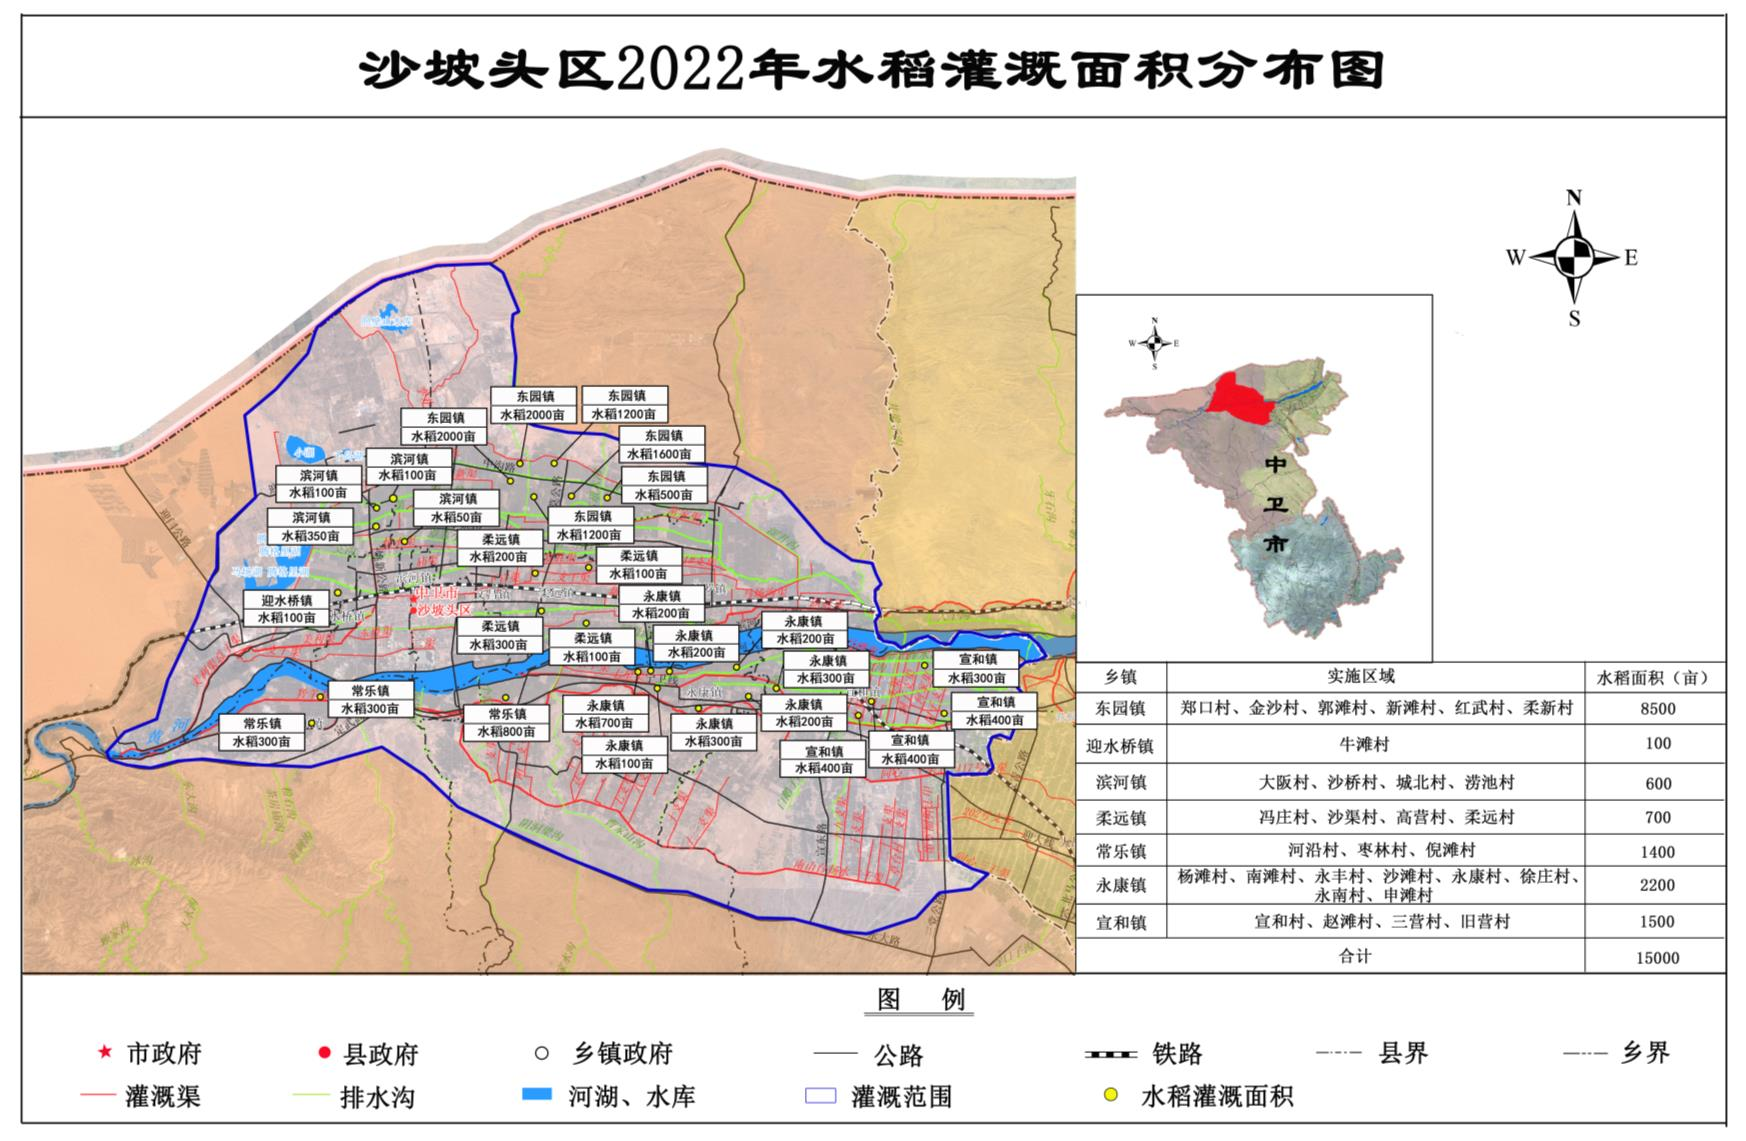 沙坡头区2022年水稻灌溉面积分布图
N
W
E
S
N
W
E
S
中
卫
市
东园镇
水稻2000亩
东园镇
水稻1200亩
东园镇
水稻2000亩
东园镇
水稻1600亩
滨河镇
水稻100亩
滨河镇
水稻100亩
东园镇
水稻500亩
滨河镇
水稻50亩
滨河镇
水稻350亩
东园镇
水稻1200亩
柔远镇
水稻200亩
柔远镇
水稻100亩
迎水桥镇
水稻100亩
永康镇
水稻200亩
中卫市
沙坡头区
柔远镇
水稻300亩
柔远镇
水稻100亩
永康镇
水稻200亩
永康镇
水稻200亩
永康镇
水稻300亩
宣和镇
水稻300亩
常乐镇
水稻300亩
常乐镇
水稻300亩
常乐镇
水稻800亩
永康镇
水稻700亩
永康镇
水稻100亩
永康镇
水稻300亩
永康镇
水稻200亩
宣和镇
水稻400亩
宣和镇
水稻400亩
宣和镇
水稻400亩
小湖
滨河镇
柔远镇
永康镇
黄河
迎门公路
宣东路
南山台扬水
乡镇 实施区域 水稻面积（亩）
东园镇 郑口村、金沙村、郭滩村、新滩村、红武村、柔新村 8500
迎水桥镇 牛滩村 100
滨河镇 大阪村、沙桥村、城北村、涝池村 600
柔远镇 冯庄村、沙渠村、高营村、柔远村 700
常乐镇 河沿村、枣林村、倪滩村 1400
永康镇 杨滩村、南滩村、永丰村、沙滩村、永康村、徐庄村、
永南村、申滩村 2200
宣和镇 宣和村、赵滩村、三营村、旧营村 1500
合计 15000
图 例
市政府 县政府 乡镇政府 公路 铁路 县界 乡界
灌溉渠 排水沟 河湖、水库 灌溉范围 水稻灌溉面积